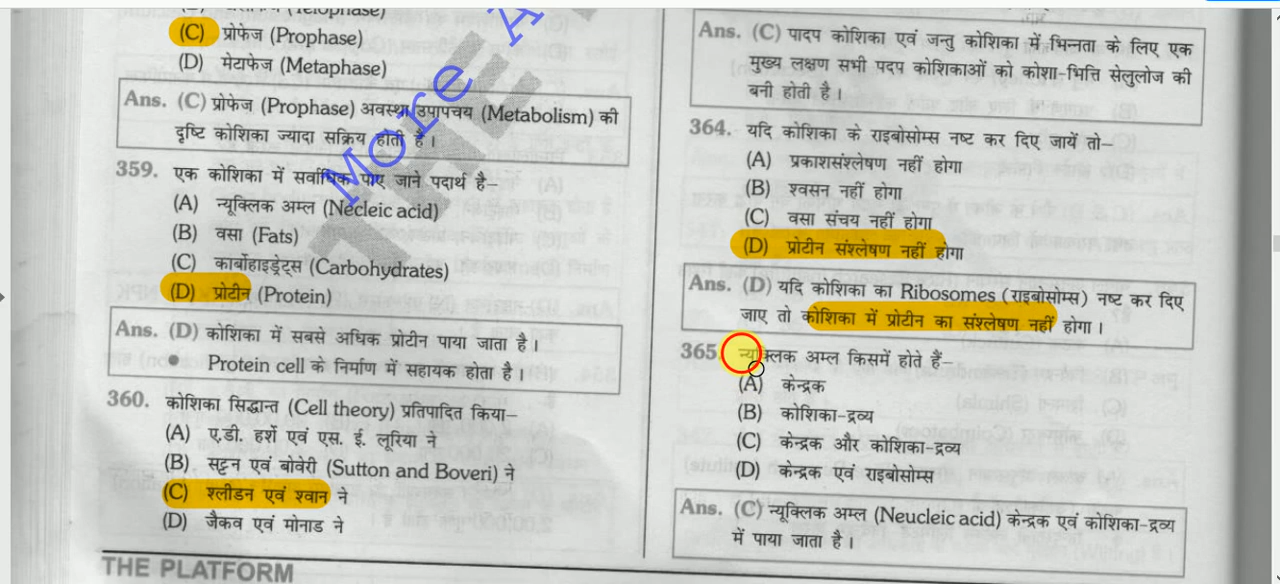 (C) प्रोफेज (Prophase)
(D) मेटाफेज (Metaphase)
Ans. (C) प्रोफेज (Prophase) अवस्था उपापचय (Metabolism) की
दृष्टि कोशिका ज्यादा सक्रिय होती है।
359. एक कोशिका में सर्वाधिक पाए जाने पदार्थ है–
(A) न्यूक्लिक अम्ल (Necleic acid)
(B) वसा (Fats)
(C) कार्बोहाइड्रेट्स (Carbohydrates)
(D) प्रोटीन (Protein)
Ans. (D) कोशिका में सबसे अधिक प्रोटीन पाया जाता है।
● Protein cell के निर्माण में सहायक होता है।
360. कोशिका सिद्धान्त (Cell theory) प्रतिपादित किया–
(A) ए.डी. हर्शे एवं एस. ई. लूरिया ने
(B) सट्टन एवं बोवेरी (Sutton and Boveri) ने
(C) श्लीडन एवं श्वान ने
(D) जैकव एवं मोनाड ने
THE PLATFORM
More
Ans. (C) पादप कोशिका एवं जन्तु कोशिका में भिन्नता के लिए एक
मुख्य लक्षण सभी पदप कोशिकाओं को कोशा-भित्ति सेलुलोज की
बनी होती है।
364. यदि कोशिका के राइबोसोम्स नष्ट कर दिए जायें तो–
(A) प्रकाशसंश्लेषण नहीं होगा
(B) श्वसन नहीं होगा
(C) वसा संचय नहीं होगा
(D) प्रोटीन संश्लेषण नहीं होगा
Ans. (D) यदि कोशिका का Ribosomes (राइबोसोम्स) नष्ट कर दिए
जाए तो कोशिका में प्रोटीन का संश्लेषण नहीं होगा।
365. न्यूक्लिक अम्ल किसमें होते हैं–
(A) केन्द्रक
(B) कोशिका-द्रव्य
(C) केन्द्रक और कोशिका-द्रव्य
(D) केन्द्रक एवं राइबोसोम्स
Ans. (C) न्यूक्लिक अम्ल (Neucleic acid) केन्द्रक एवं कोशिका-द्रव्य
में पाया जाता है।